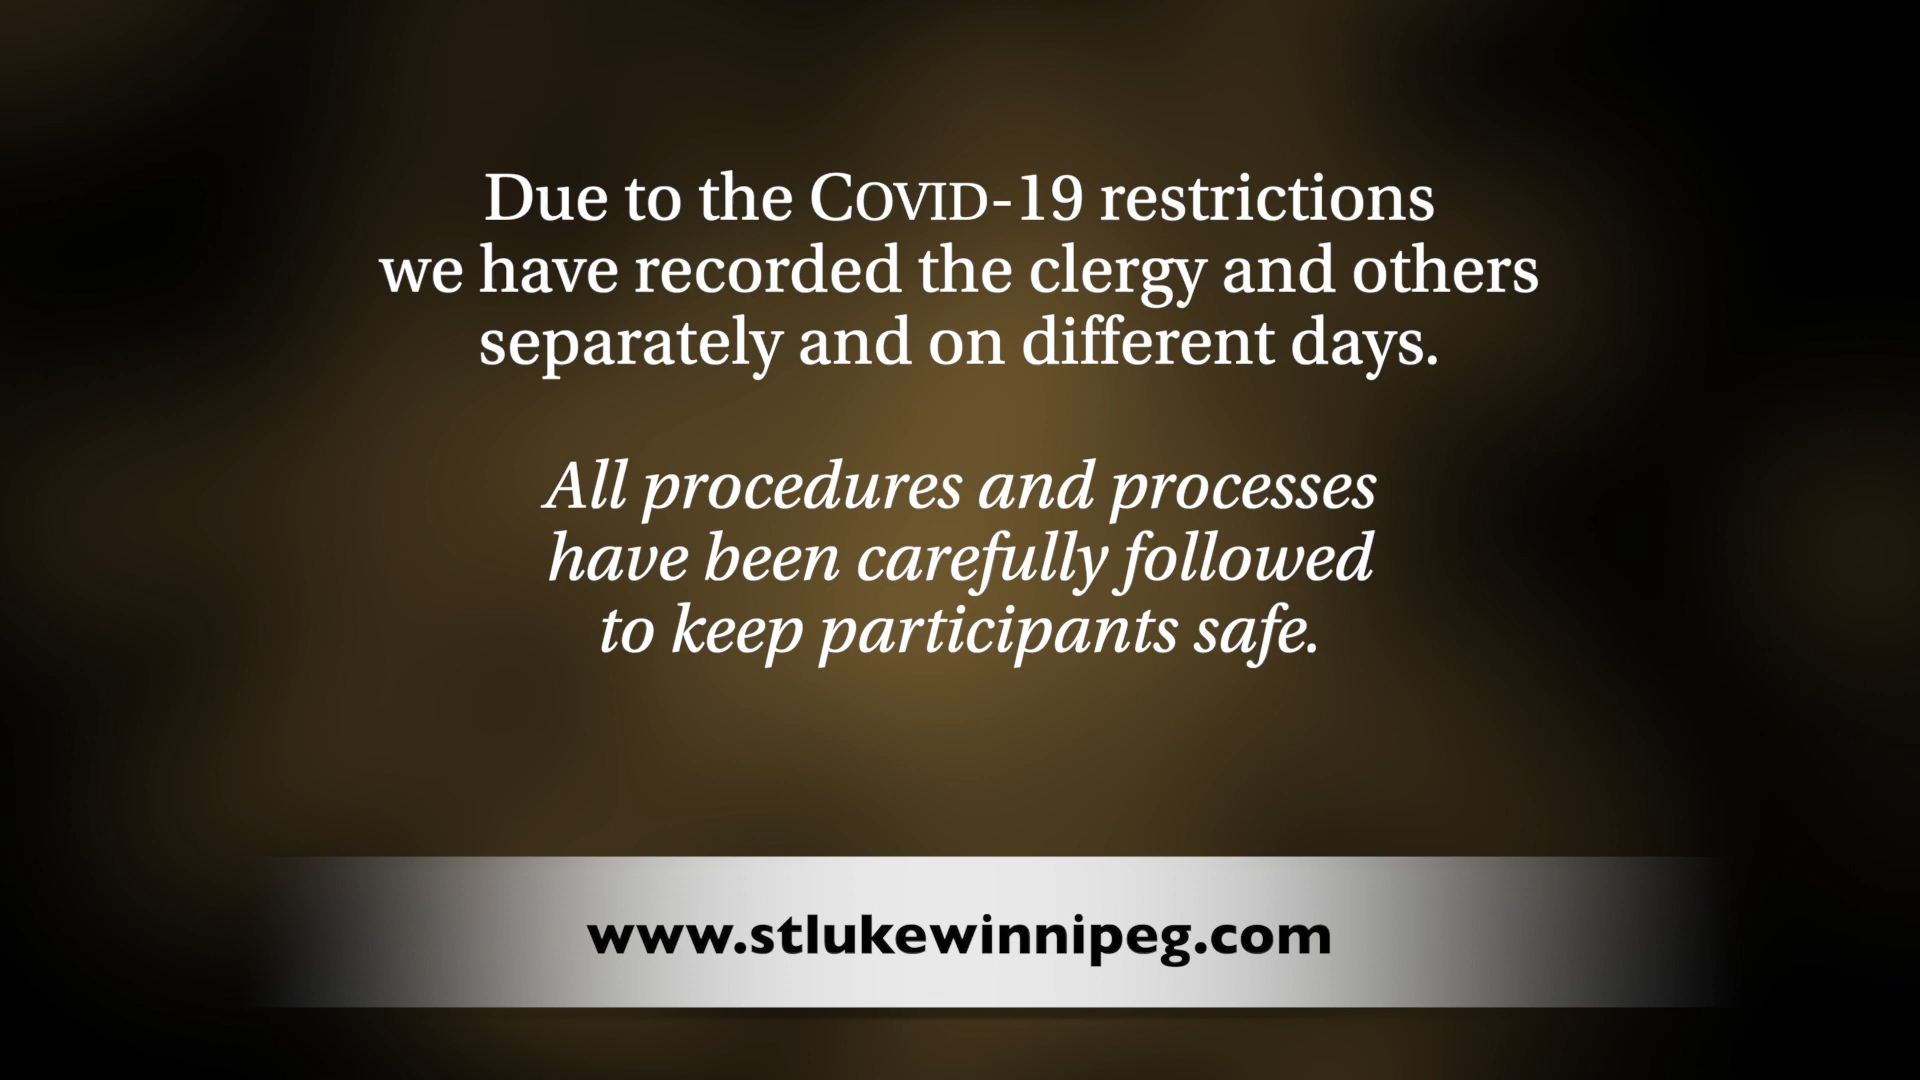 Due to the COVID-19 restrictions
we have recorded the clergy and others
separately and on different days.
All procedures and processes
have been carefully followed
to keep participants safe.
www.stlukewinnipeg.com